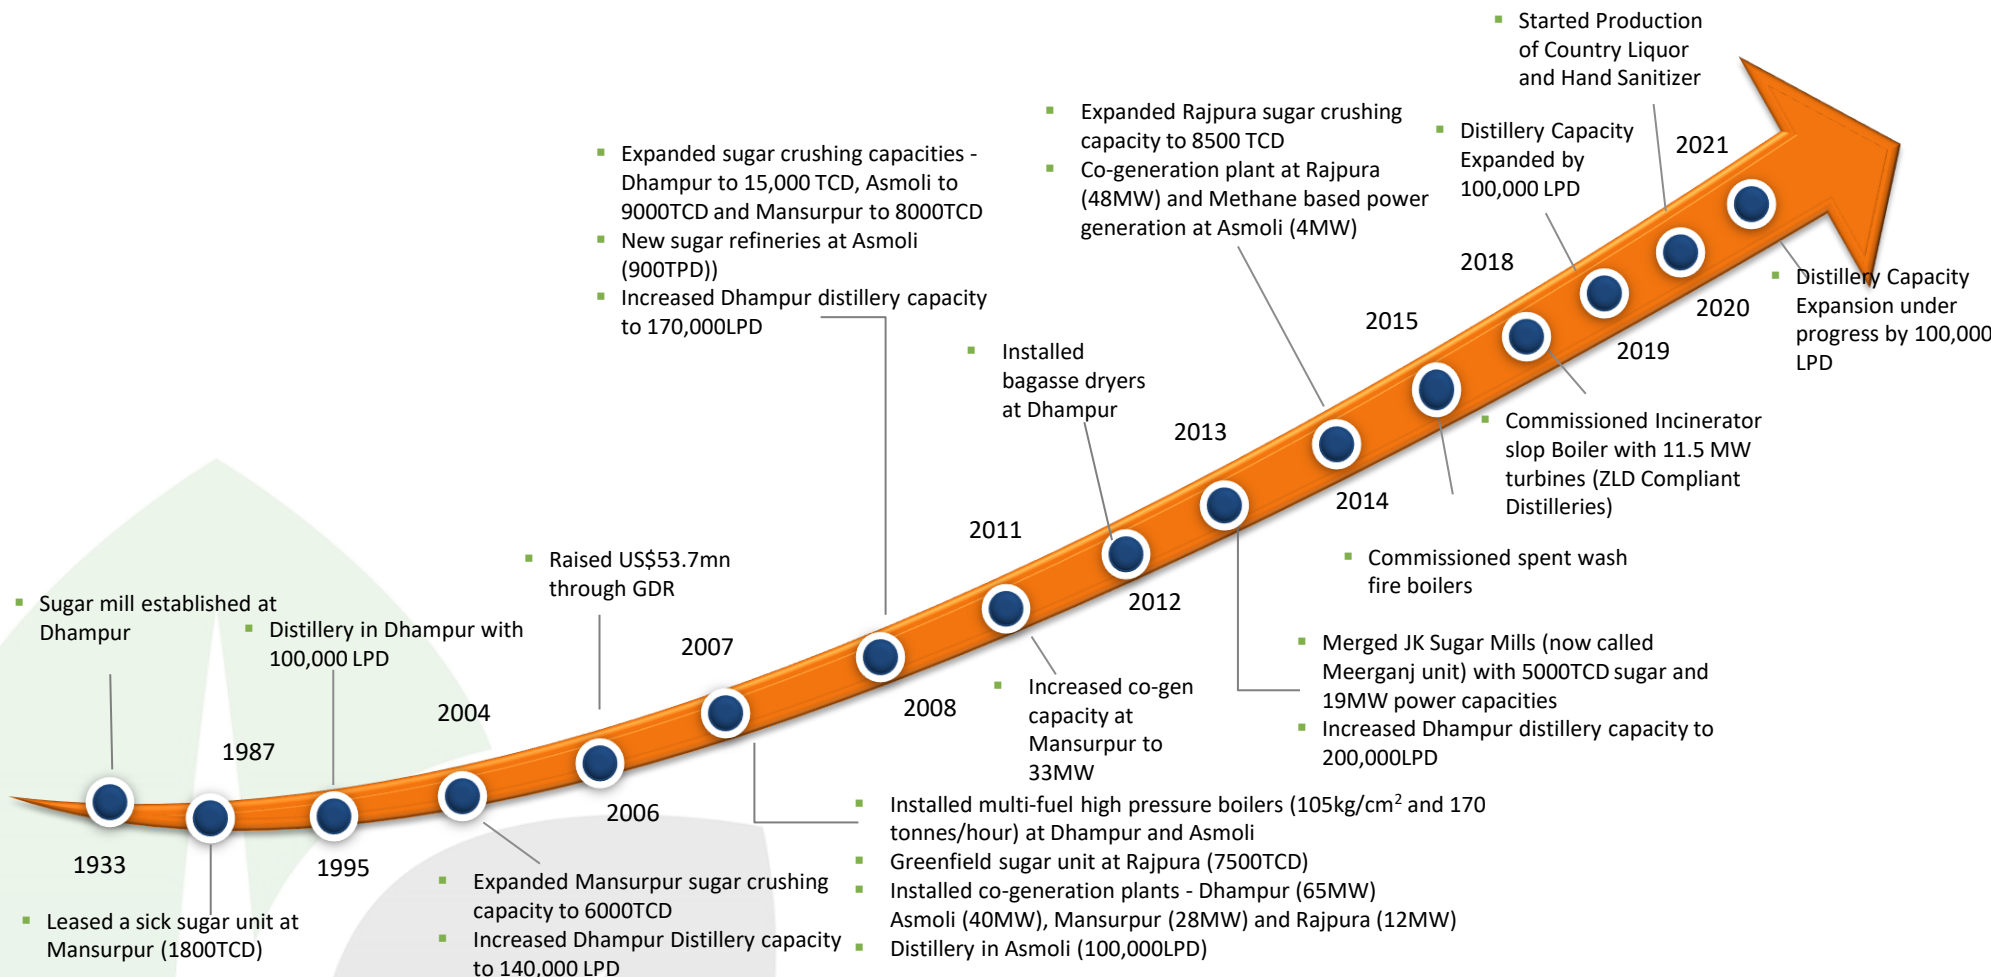 Started Production
of Country Liquor
and Hand Sanitizer
Expanded Rajpura sugar crushing
capacity to 8500 TCD
Co-generation plant at Rajpura
(48MW) and Methane based power
generation at Asmoli (4MW)
Distillery Capacity
Expanded by
100,000 LPD
2021
Expanded sugar crushing capacities -
Dhampur to 15,000 TCD, Asmoli to
9000TCD and Mansurpur to 8000TCD
New sugar refineries at Asmoli
(900TPD))
Increased Dhampur distillery capacity
to 170,000LPD
2018
2015
2020
Distillery Capacity
Expansion under
progress by 100,000
LPD
2019
Installed
bagasse dryers
at Dhampur
2013
2014
Commissioned Incinerator
slop Boiler with 11.5 MW
turbines (ZLD Compliant
Distilleries)
2011
2012
Commissioned spent wash
fire boilers
Raised US$53.7mn
through GDR
Sugar mill established at
Dhampur
Distillery in Dhampur with
100,000 LPD
2007
2008
Increased co-gen
capacity at
Mansurpur to
33MW
Merged JK Sugar Mills (now called
Meerganj unit) with 5000TCD sugar and
19MW power capacities
Increased Dhampur distillery capacity to
200,000LPD
2004
1987
2006
1933
1995
Installed multi-fuel high pressure boilers (105kg/cm² and 170
tonnes/hour) at Dhampur and Asmoli
Greenfield sugar unit at Rajpura (7500TCD)
Installed co-generation plants - Dhampur (65MW)
Asmoli (40MW), Mansurpur (28MW) and Rajpura (12MW)
Distillery in Asmoli (100,000LPD)
Leased a sick sugar unit at
Mansurpur (1800TCD)
Expanded Mansurpur sugar crushing
capacity to 6000TCD
Increased Dhampur Distillery capacity
to 140,000 LPD